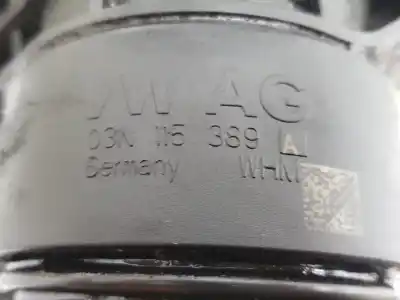 VW AG
03N 115 389 A
Germany WHM